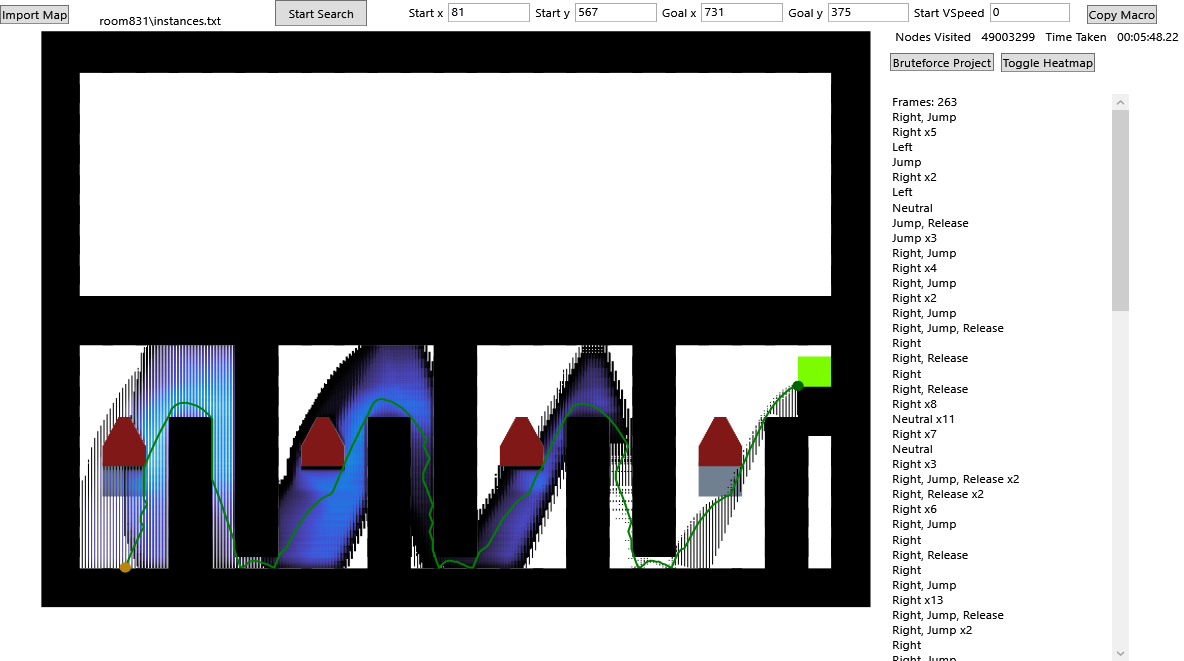 Import Map
room831\instances.txt
Start Search
Start x 81 Start y 567 Goal x 731 Goal y 375 Start VSpeed 0
Copy Macro
Nodes Visited 49003299 Time Taken 00:05:48.22
Bruteforce Project Toggle Heatmap
Frames: 263
Right, Jump
Right x5
Left
Jump
Right x2
Left
Neutral
Jump, Release
Jump x3
Right, Jump
Right x4
Right, Jump
Right x2
Right, Jump
Right, Jump, Release
Right
Right, Release
Right
Right, Release
Right x8
Neutral x11
Right x7
Neutral
Right x3
Right, Jump, Release x2
Right, Release x2
Right x6
Right, Jump
Right
Right, Release
Right
Right, Jump
Right x13
Right, Jump, Release
Right, Jump x2
Right
Right, Jump